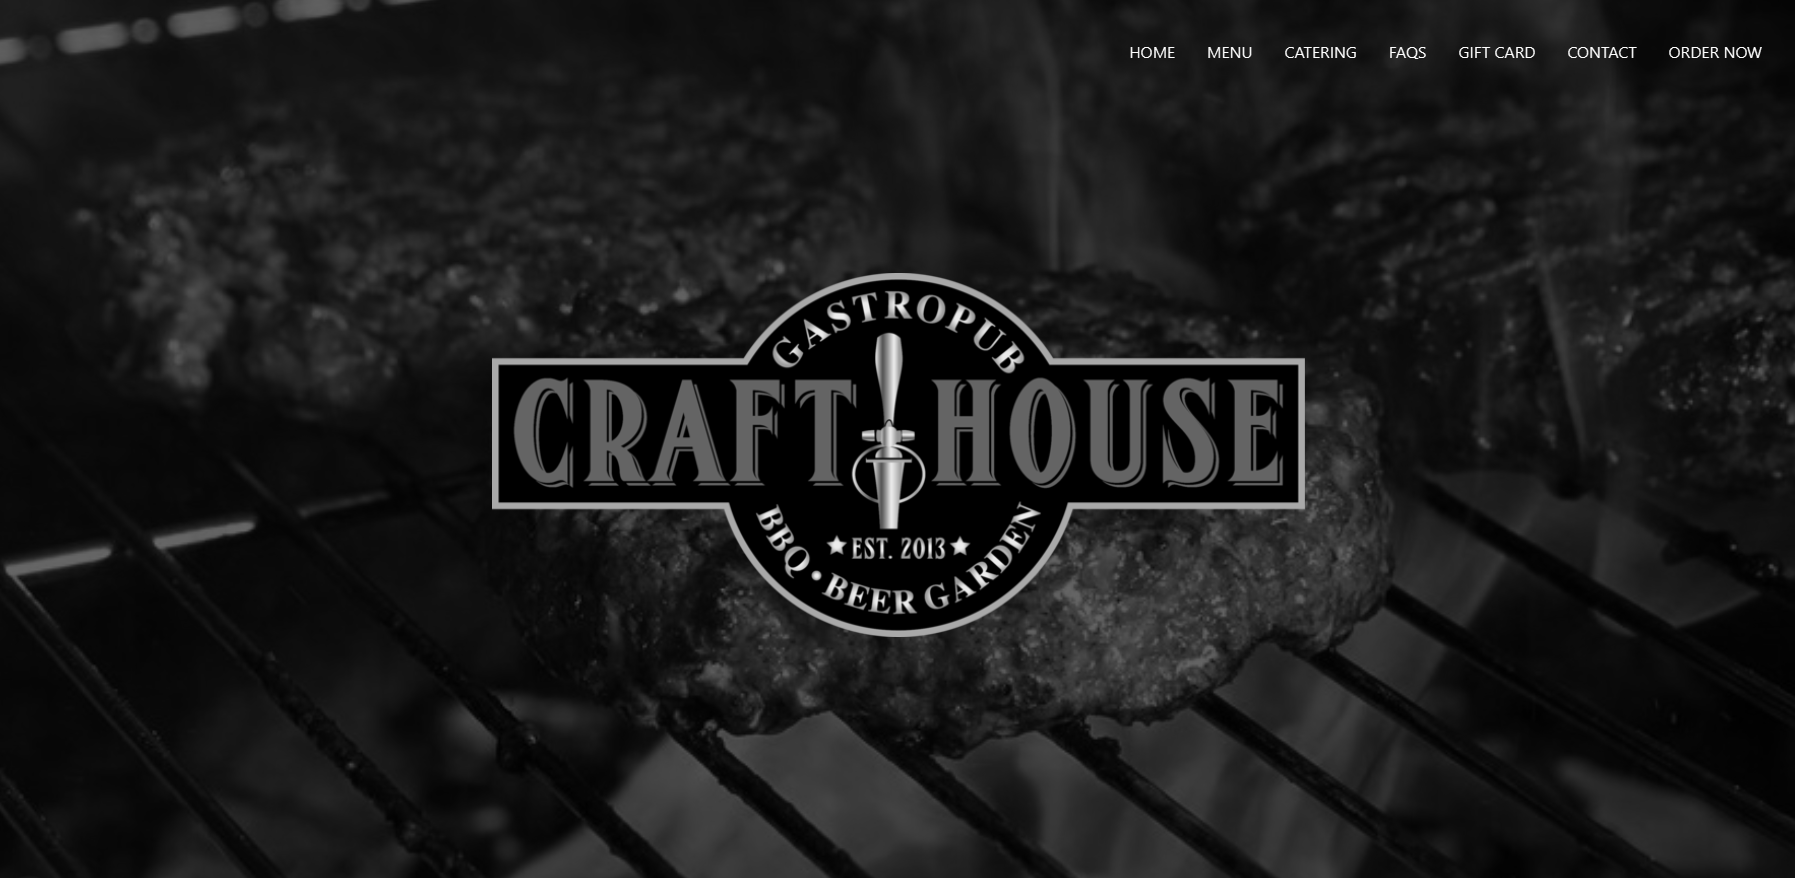 HOME MENU CATERING FAQS GIFT CARD CONTACT ORDER NOW
GASTROPUB
CRAFT HOUSE
EST. 2013
BBQ • BEER GARDEN